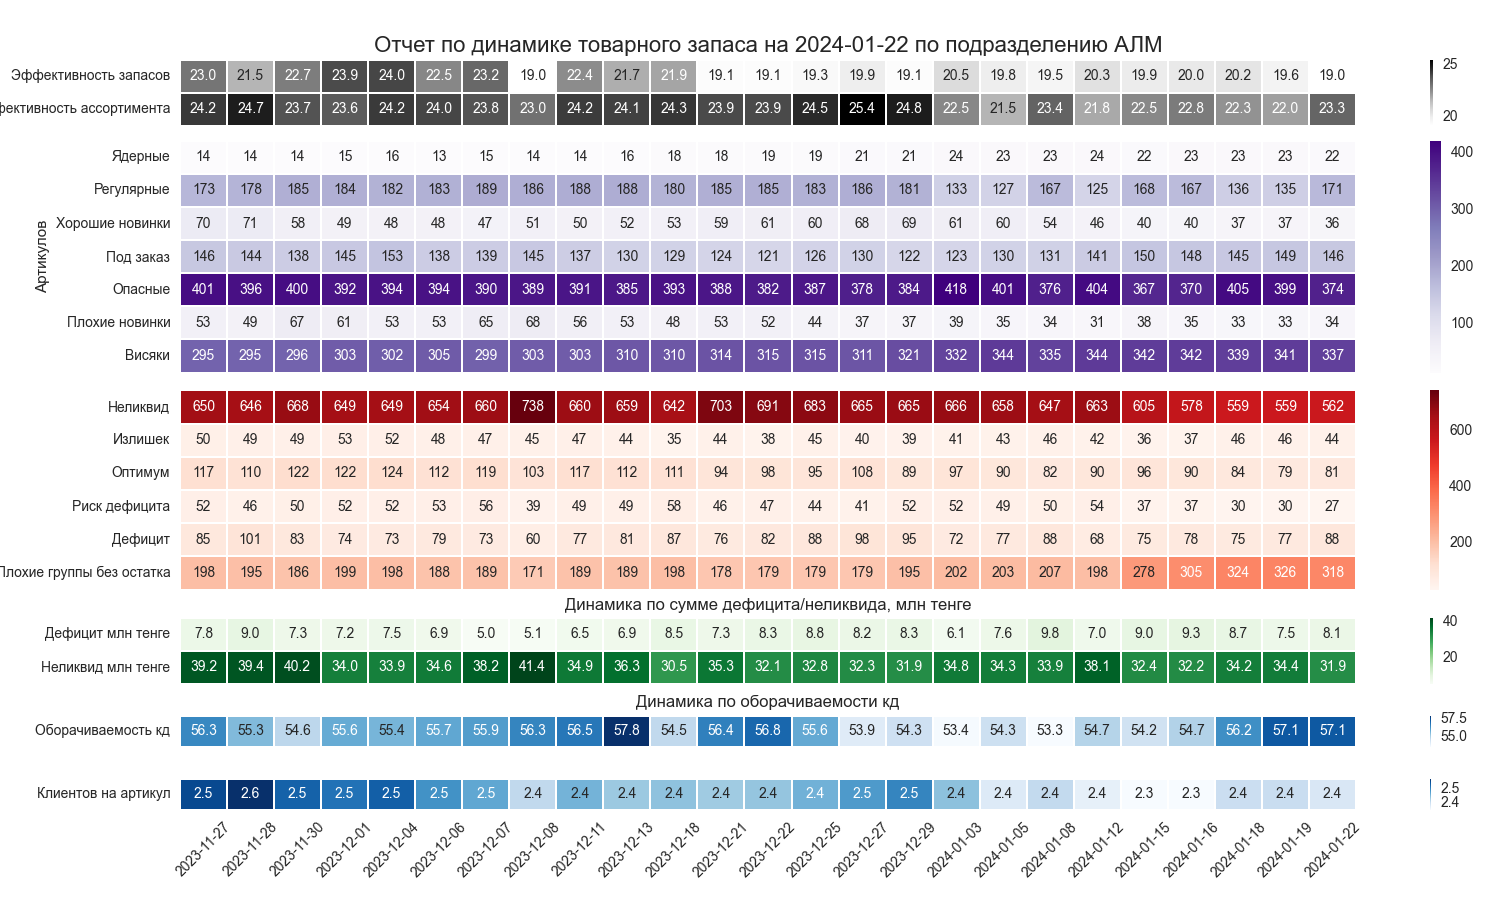 Отчет по динамике товарного запаса на 2024-01-22 по подразделению АЛМ
Эффективность запасов 23.0 21.5 22.7 23.9 24.0 22.5 23.2 19.0 22.4 21.7 21.9 19.1 19.1 19.3 19.9 19.1 20.5 19.8 19.5 20.3 19.9 20.0 20.2 19.6 19.0
фективность ассортимента 24.2 24.7 23.7 23.6 24.2 24.0 23.8 23.0 24.2 24.1 24.3 23.9 23.9 24.5 25.4 24.8 22.5 21.5 23.4 21.8 22.5 22.8 22.3 22.0 23.3
25
20
Артикулов
Ядерные 14 14 14 15 16 13 15 14 14 16 18 18 19 19 21 21 24 23 23 24 22 23 23 23 22
Регулярные 173 178 185 184 182 183 189 186 188 188 180 185 185 183 186 181 133 127 167 125 168 167 136 135 171
Хорошие новинки 70 71 58 49 48 48 47 51 50 52 53 59 61 60 68 69 61 60 54 46 40 40 37 37 36
Под заказ 146 144 138 145 153 138 139 145 137 130 129 124 121 126 130 122 123 130 131 141 150 148 145 149 146
Опасные 401 396 400 392 394 394 390 389 391 385 393 388 382 387 378 384 418 401 376 404 367 370 405 399 374
Плохие новинки 53 49 67 61 53 53 65 68 56 53 48 53 52 44 37 37 39 35 34 31 38 35 33 33 34
Висяки 295 295 296 303 302 305 299 303 303 310 310 314 315 315 311 321 332 344 335 344 342 342 339 341 337
400
300
200
100
Неликвид 650 646 668 649 649 654 660 738 660 659 642 703 691 683 665 665 666 658 647 663 605 578 559 559 562
Излишек 50 49 49 53 52 48 47 45 47 44 35 44 38 45 40 39 41 43 46 42 36 37 46 46 44
Оптимум 117 110 122 122 124 112 119 103 117 112 111 94 98 95 108 89 97 90 82 90 96 90 84 79 81
Риск дефицита 52 46 50 52 52 53 56 39 49 49 58 46 47 44 41 52 52 49 50 54 37 37 30 30 27
Дефицит 85 101 83 74 73 79 73 60 77 81 87 76 82 88 98 95 72 77 88 68 75 78 75 77 88
Плохие группы без остатка 198 195 186 199 198 188 189 171 189 189 198 178 179 179 179 195 202 203 207 198 278 305 324 326 318
600
400
200
Динамика по сумме дефицита/неликвида, млн тенге
Дефицит млн тенге 7.8 9.0 7.3 7.2 7.5 6.9 5.0 5.1 6.5 6.9 8.5 7.3 8.3 8.8 8.2 8.3 6.1 7.6 9.8 7.0 9.0 9.3 8.7 7.5 8.1
Неликвид млн тенге 39.2 39.4 40.2 34.0 33.9 34.6 38.2 41.4 34.9 36.3 30.5 35.3 32.1 32.8 32.3 31.9 34.8 34.3 33.9 38.1 32.4 32.2 34.2 34.4 31.9
40
20
Динамика по оборачиваемости кд
Оборачиваемость кд 56.3 55.3 54.6 55.6 55.4 55.7 55.9 56.3 56.5 57.8 54.5 56.4 56.8 55.6 53.9 54.3 53.4 54.3 53.3 54.7 54.2 54.7 56.2 57.1 57.1
57.5
55.0
Клиентов на артикул 2.5 2.6 2.5 2.5 2.5 2.5 2.5 2.4 2.4 2.4 2.4 2.4 2.4 2.4 2.5 2.5 2.4 2.4 2.4 2.4 2.3 2.3 2.4 2.4 2.4
2.5
2.4
2023-11-27 2023-11-28 2023-11-30 2023-12-01 2023-12-04 2023-12-06 2023-12-07 2023-12-08 2023-12-11 2023-12-13 2023-12-18 2023-12-21 2023-12-22 2023-12-25 2023-12-27 2023-12-29 2024-01-03 2024-01-05 2024-01-08 2024-01-12 2024-01-15 2024-01-16 2024-01-18 2024-01-19 2024-01-22